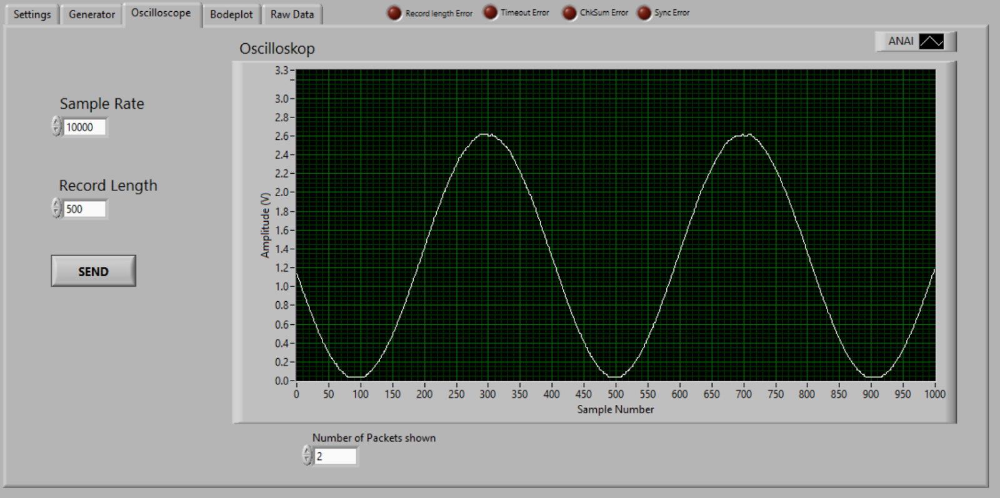 Settings Generator Oscilloscope Bodeplot Raw Data Record length Error Timeout Error ChkSum Error Sync Error
Oscilloskop
ANAI
Sample Rate
10000
Record Length
500
SEND
Amplitude (V)
3.3
3.0
2.8
2.6
2.4
2.2
2.0
1.8
1.6
1.4
1.2
1.0
0.8
0.6
0.4
0.2
0.0
0 50 100 150 200 250 300 350 400 450 500 550 600 650 700 750 800 850 900 950 1000
Sample Number
Number of Packets shown
2